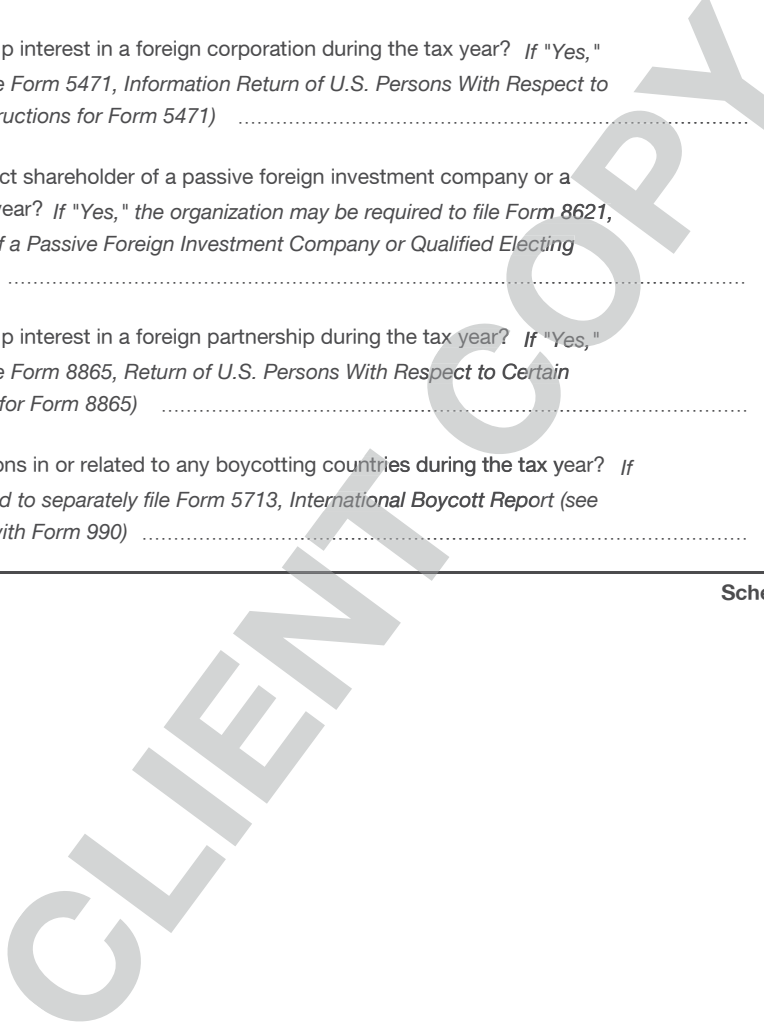 p interest in a foreign corporation during the tax year? If "Yes,"
e Form 5471, Information Return of U.S. Persons With Respect to
ructions for Form 5471) ........................................................................
ct shareholder of a passive foreign investment company or a
year? If "Yes," the organization may be required to file Form 8621,
f a Passive Foreign Investment Company or Qualified Electing
........................................................................
p interest in a foreign partnership during the tax year? If "Yes,"
e Form 8865, Return of U.S. Persons With Respect to Certain
for Form 8865) ........................................................................
ons in or related to any boycotting countries during the tax year? If
d to separately file Form 5713, International Boycott Report (see
with Form 990) ........................................................................
Sche
CLIENT COPY